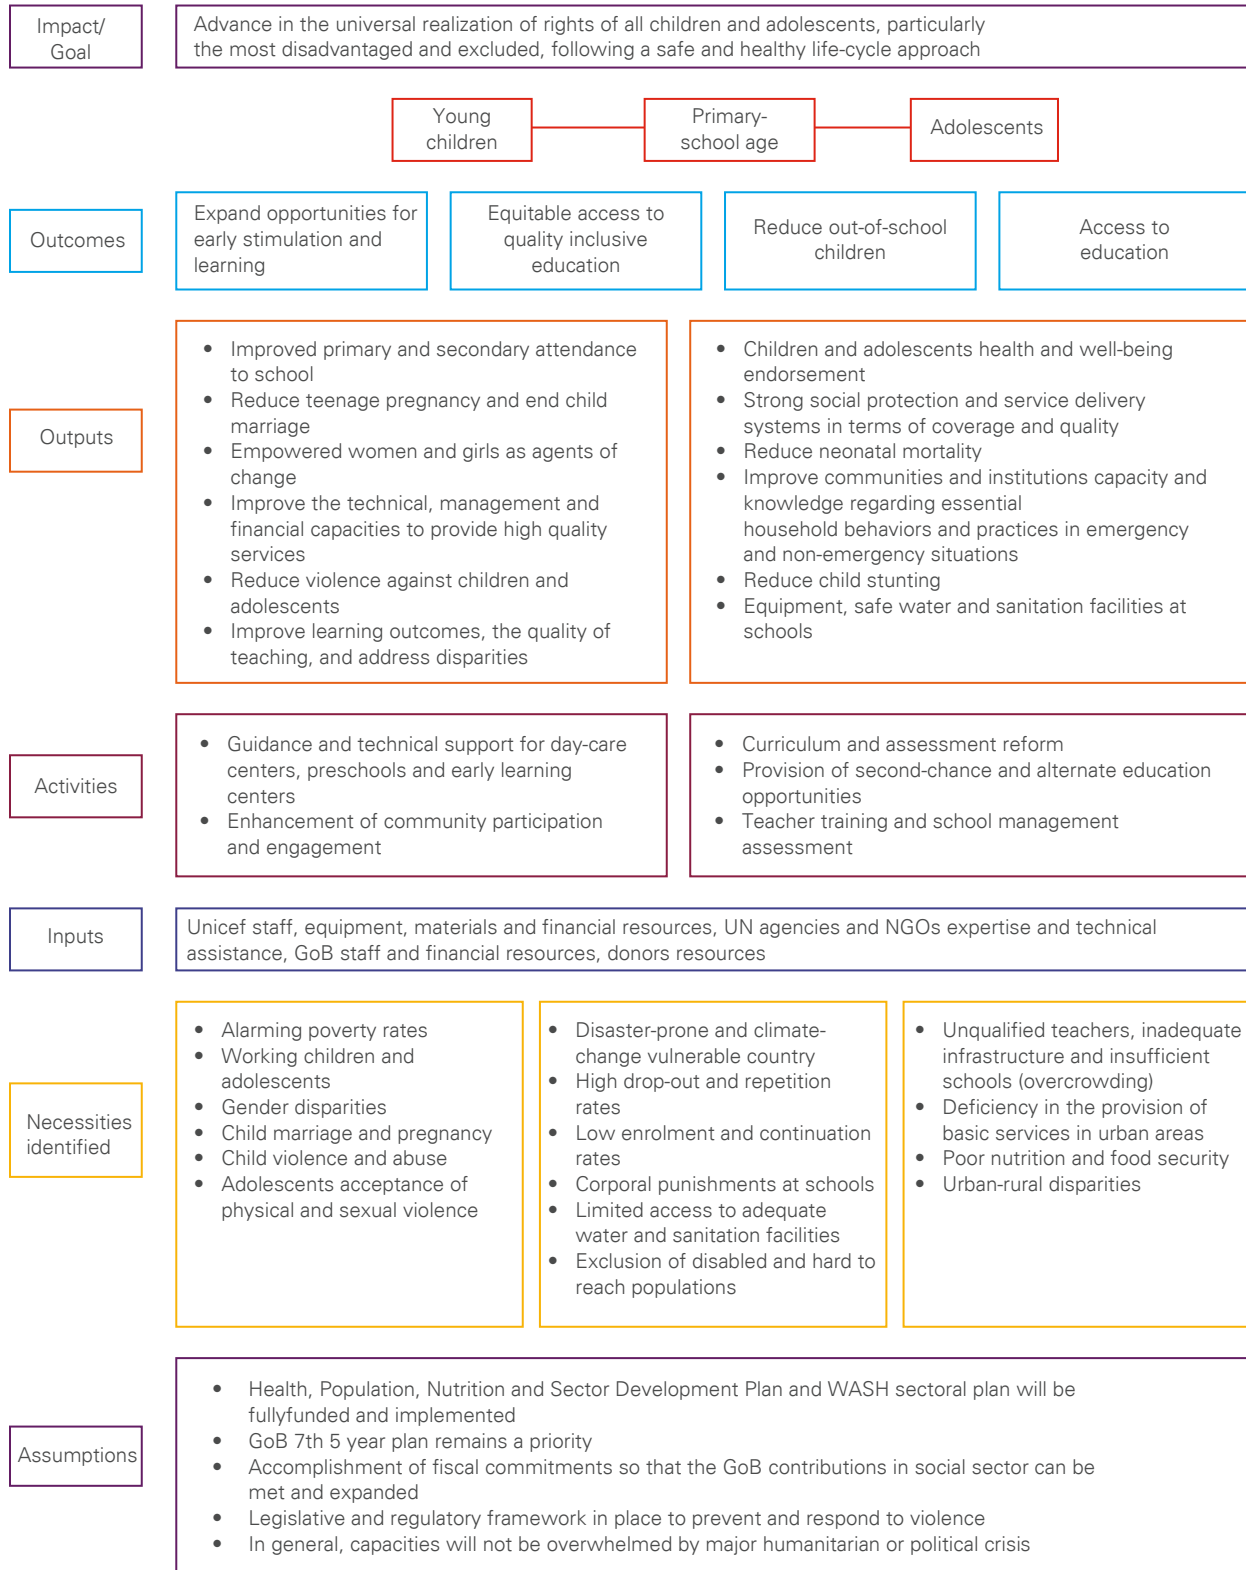 Impact/
Goal
Advance in the universal realization of rights of all children and adolescents, particularly
the most disadvantaged and excluded, following a safe and healthy life-cycle approach
Young
children
Primary-
school age
Adolescents
Outcomes
Expand opportunities for
early stimulation and
learning
Equitable access to
quality inclusive
education
Reduce out-of-school
children
Access to
education
Outputs
• Improved primary and secondary attendance
to school
• Reduce teenage pregnancy and end child
marriage
• Empowered women and girls as agents of
change
• Improve the technical, management and
financial capacities to provide high quality
services
• Reduce violence against children and
adolescents
• Improve learning outcomes, the quality of
teaching, and address disparities
• Children and adolescents health and well-being
endorsement
• Strong social protection and service delivery
systems in terms of coverage and quality
• Reduce neonatal mortality
• Improve communities and institutions capacity and
knowledge regarding essential
household behaviors and practices in emergency
and non-emergency situations
• Reduce child stunting
• Equipment, safe water and sanitation facilities at
schools
Activities
• Guidance and technical support for day-care
centers, preschools and early learning
centers
• Enhancement of community participation
and engagement
• Curriculum and assessment reform
• Provision of second-chance and alternate education
opportunities
• Teacher training and school management
assessment
Inputs
Unicef staff, equipment, materials and financial resources, UN agencies and NGOs expertise and technical
assistance, GoB staff and financial resources, donors resources
Necessities
identified
• Alarming poverty rates
• Working children and
adolescents
• Gender disparities
• Child marriage and pregnancy
• Child violence and abuse
• Adolescents acceptance of
physical and sexual violence
• Disaster-prone and climate-
change vulnerable country
• High drop-out and repetition
rates
• Low enrolment and continuation
rates
• Corporal punishments at schools
• Limited access to adequate
water and sanitation facilities
• Exclusion of disabled and hard to
reach populations
• Unqualified teachers, inadequate
infrastructure and insufficient
schools (overcrowding)
• Deficiency in the provision of
basic services in urban areas
• Poor nutrition and food security
• Urban-rural disparities
Assumptions
• Health, Population, Nutrition and Sector Development Plan and WASH sectoral plan will be
fullyfunded and implemented
• GoB 7th 5 year plan remains a priority
• Accomplishment of fiscal commitments so that the GoB contributions in social sector can be
met and expanded
• Legislative and regulatory framework in place to prevent and respond to violence
• In general, capacities will not be overwhelmed by major humanitarian or political crisis